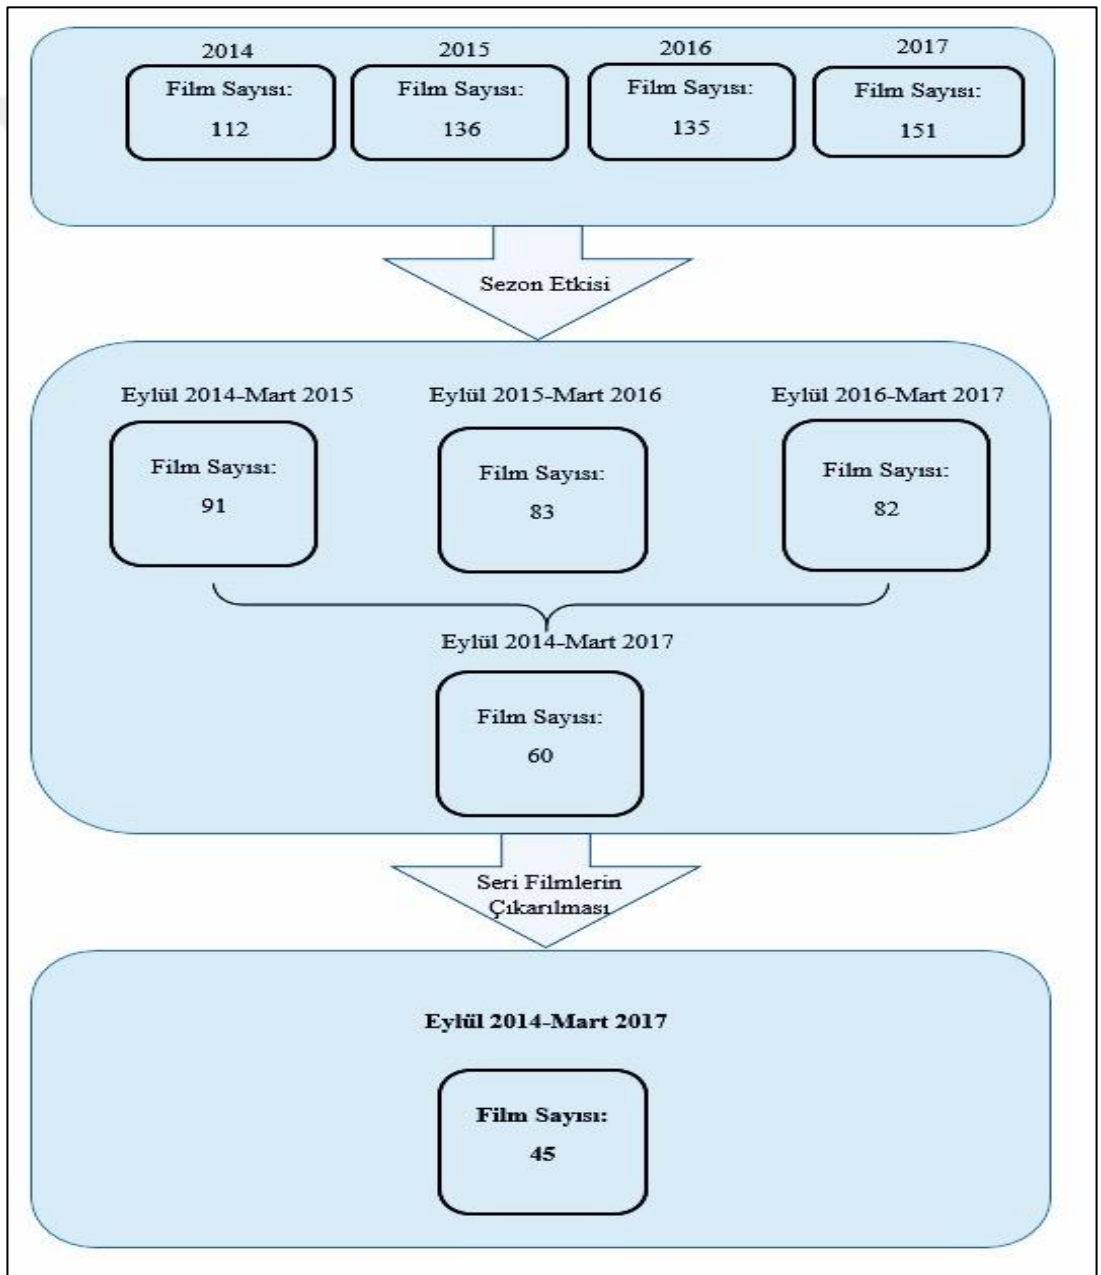 2014
Film Sayısı:
112
2015
Film Sayısı:
136
2016
Film Sayısı:
135
2017
Film Sayısı:
151
Sezon Etkisi
Eylül 2014-Mart 2015
Film Sayısı:
91
Eylül 2015-Mart 2016
Film Sayısı:
83
Eylül 2016-Mart 2017
Film Sayısı:
82
Eylül 2014-Mart 2017
Film Sayısı:
60
Seri Filmlerin
Çıkarılması
Eylül 2014-Mart 2017
Film Sayısı:
45